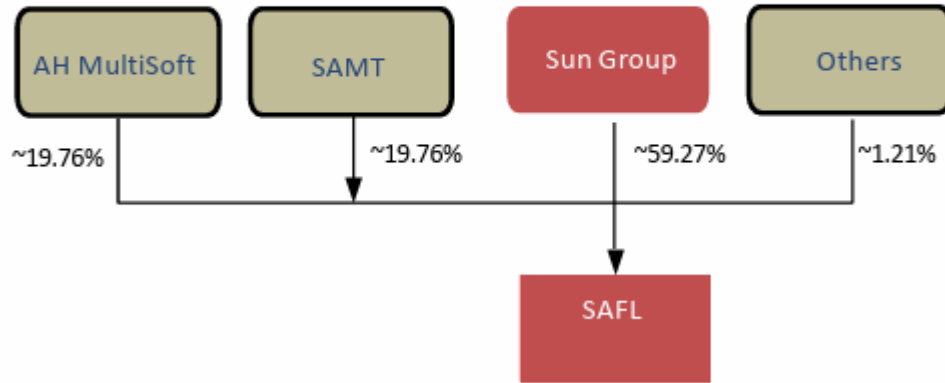 AH MultiSoft
SAMT
Sun Group
Others
~19.76%
~19.76%
~59.27%
~1.21%
SAFL